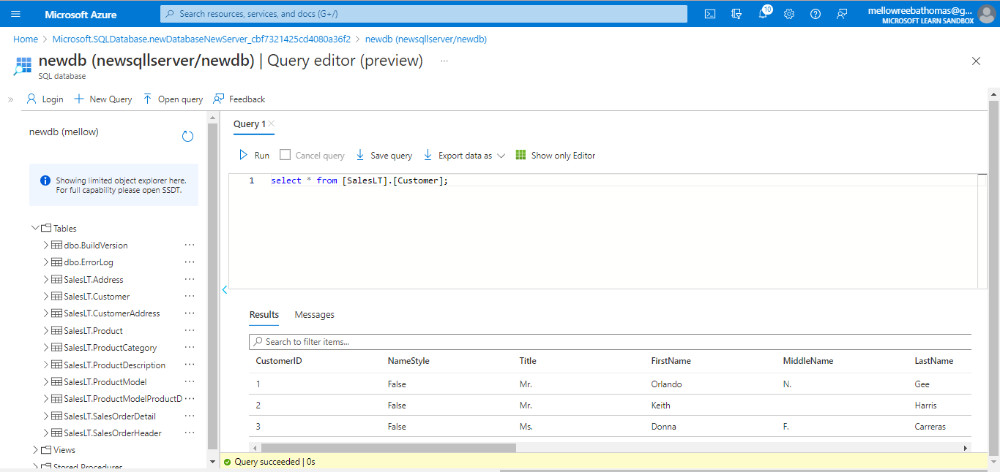 Microsoft Azure
Search resources, services, and docs (G+/)
10
mellowreebathomas@g...
MICROSOFT LEARN SANDBOX
Home > Microsoft.SQLDatabase.newDatabaseNewServer_cbf7321425cd4080a36f2 > newdb (newsqllserver/newdb)
newdb (newsqllserver/newdb) | Query editor (preview) ...
SQL database
» Login New Query Open query Feedback
newdb (mellow)
Showing limited object explorer here.
For full capability please open SSDT.
Tables
dbo.BuildVersion ...
dbo.ErrorLog ...
SalesLT.Address ...
SalesLT.Customer ...
SalesLT.CustomerAddress ...
SalesLT.Product ...
SalesLT.ProductCategory ...
SalesLT.ProductDescription ...
SalesLT.ProductModel ...
SalesLT.ProductModelProductD ...
SalesLT.SalesOrderDetail ...
SalesLT.SalesOrderHeader ...
Views
Stored Procedures
Query 1
Run Cancel query Save query Export data as Show only Editor
1 select * from [SalesLT].[Customer];
Results Messages
Search to filter items...
CustomerID NameStyle Title FirstName MiddleName LastName
1 False Mr. Orlando N. Gee
2 False Mr. Keith Harris
3 False Ms. Donna F. Carreras
Query succeeded | 0s